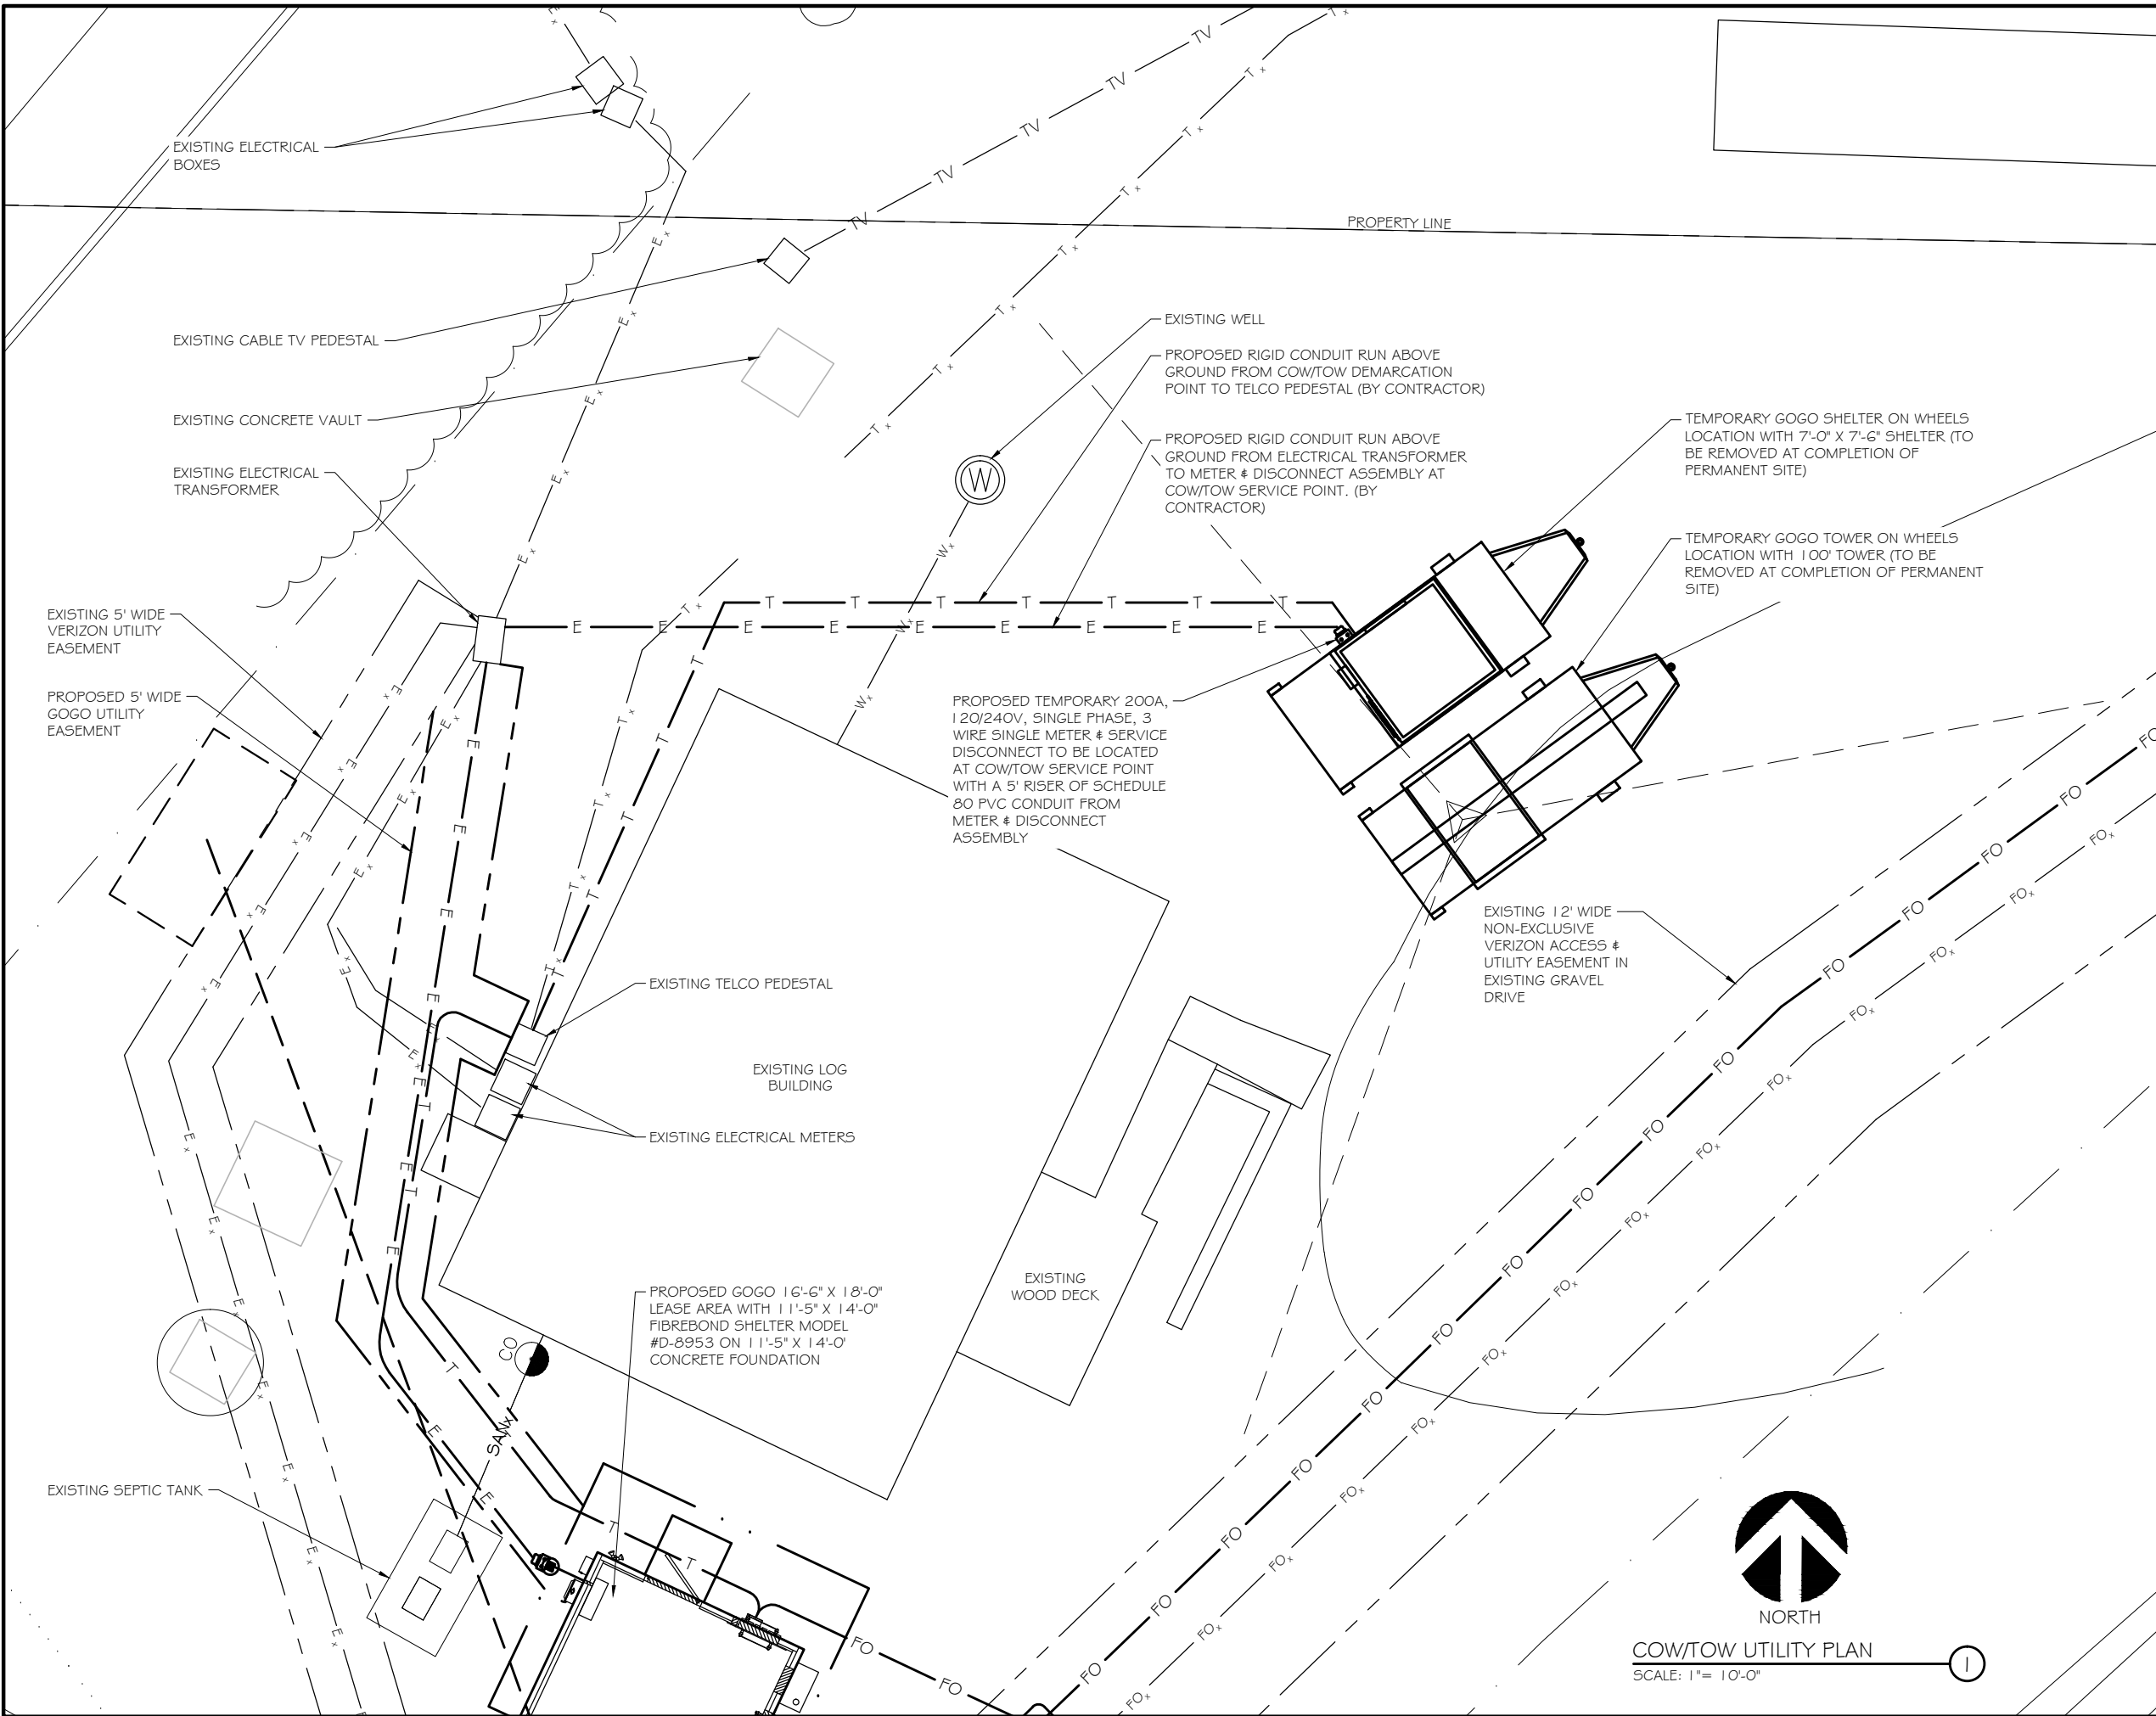 EXISTING ELECTRICAL
BOXES
PROPERTY LINE
EXISTING CABLE TV PEDESTAL
EXISTING CONCRETE VAULT
EXISTING ELECTRICAL
TRANSFORMER
EXISTING WELL
PROPOSED RIGID CONDUIT RUN ABOVE
GROUND FROM COW/TOW DEMARCATION
POINT TO TELCO PEDESTAL (BY CONTRACTOR)
PROPOSED RIGID CONDUIT RUN ABOVE
GROUND FROM ELECTRICAL TRANSFORMER
TO METER & DISCONNECT ASSEMBLY AT
COW/TOW SERVICE POINT. (BY
CONTRACTOR)
W
TEMPORARY GOGO SHELTER ON WHEELS
LOCATION WITH 7'-0" X 7'-6" SHELTER (TO
BE REMOVED AT COMPLETION OF
PERMANENT SITE)
TEMPORARY GOGO TOWER ON WHEELS
LOCATION WITH 100' TOWER (TO BE
REMOVED AT COMPLETION OF PERMANENT
SITE)
EXISTING 5' WIDE
VERIZON UTILITY
EASEMENT
PROPOSED 5' WIDE
GOGO UTILITY
EASEMENT
PROPOSED TEMPORARY 200A,
120/240V, SINGLE PHASE, 3
WIRE SINGLE METER & SERVICE
DISCONNECT TO BE LOCATED
AT COW/TOW SERVICE POINT
WITH A 5' RISER OF SCHEDULE
80 PVC CONDUIT FROM
METER & DISCONNECT
ASSEMBLY
EXISTING 12' WIDE
NON-EXCLUSIVE
VERIZON ACCESS &
UTILITY EASEMENT IN
EXISTING GRAVEL
DRIVE
EXISTING TELCO PEDESTAL
EXISTING LOG
BUILDING
EXISTING ELECTRICAL METERS
EXISTING
WOOD DECK
PROPOSED GOGO 16'-6" X 18'-0"
LEASE AREA WITH 11'-5" X 14'-0"
FIBREBOND SHELTER MODEL
#D-8953 ON 11'-5" X 14'-0'
CONCRETE FOUNDATION
CO
SANx
EXISTING SEPTIC TANK
NORTH
COW/TOW UTILITY PLAN
SCALE: 1"= 10'-0"
1